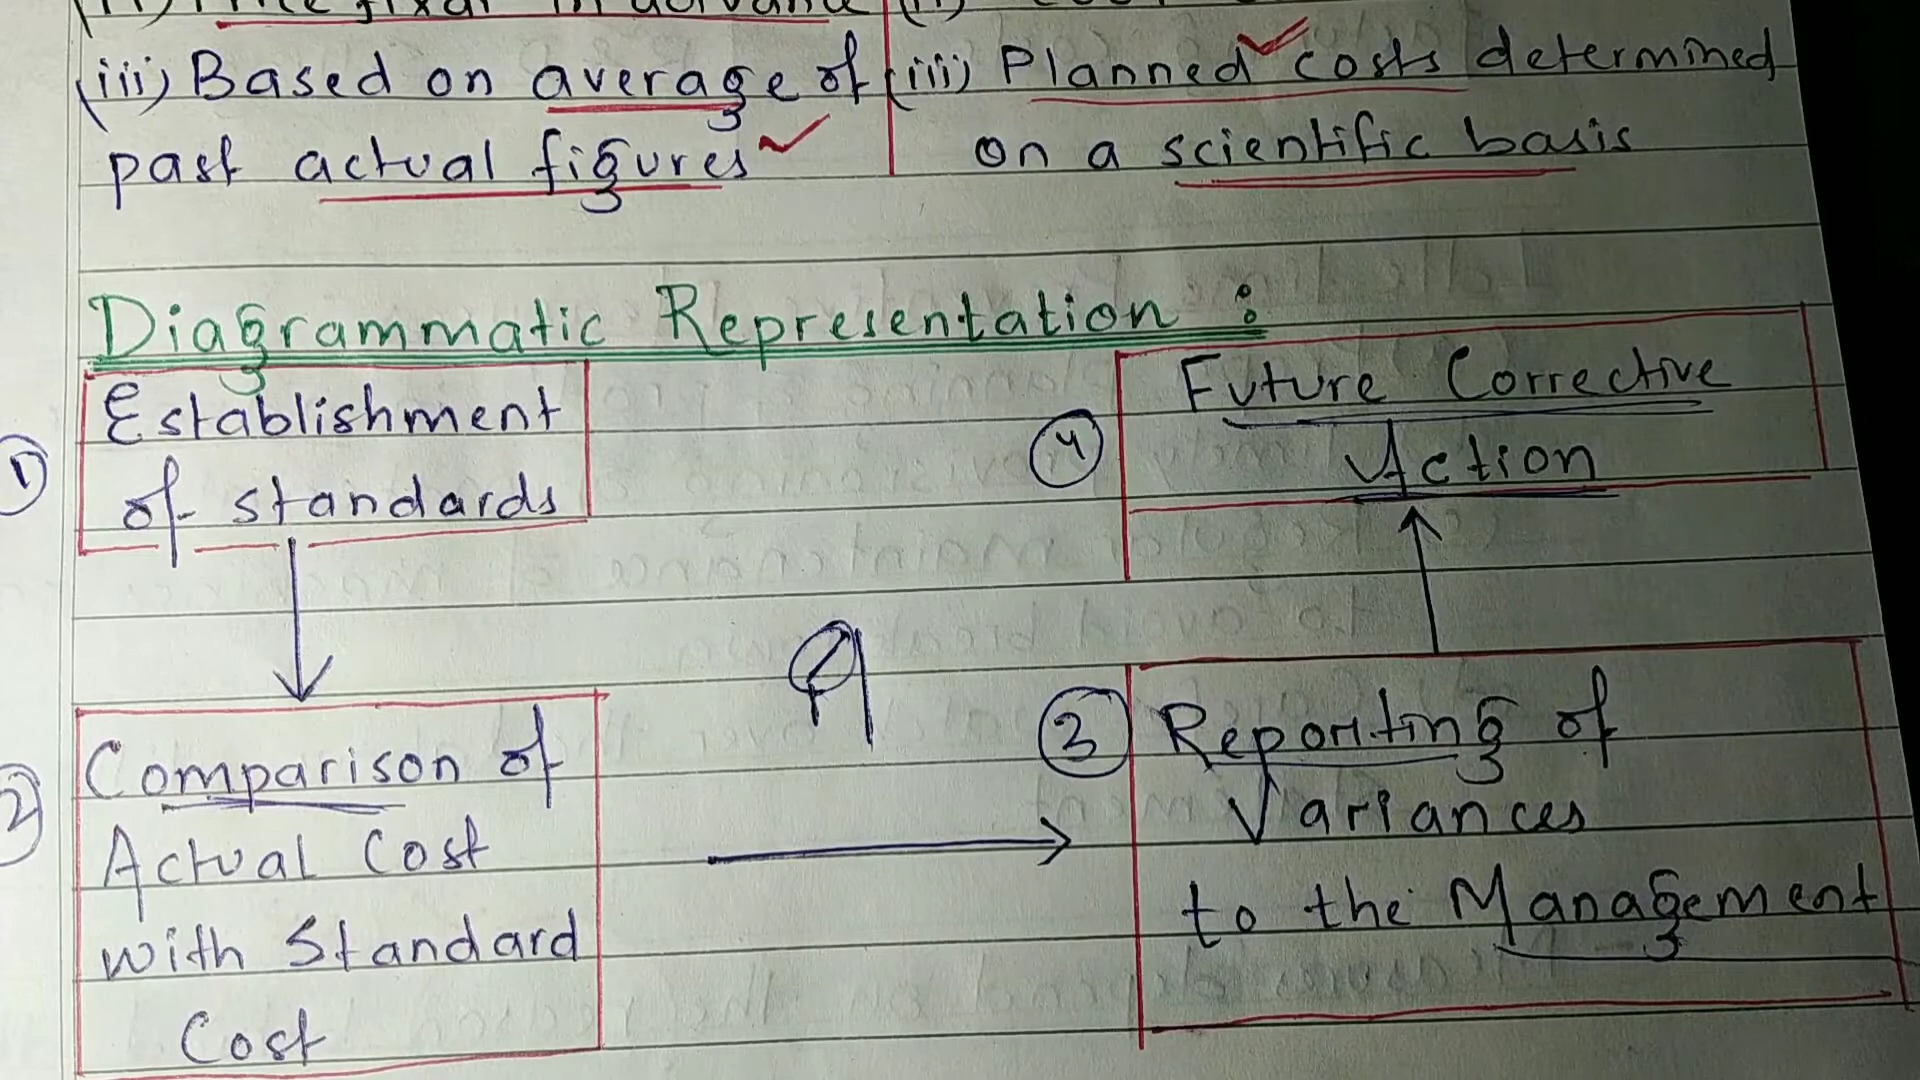 (iii) Based on average of
past actual figures
(iii) Planned costs determined
on a scientific basis
Diagrammatic Representation :
1
Establishment
of standards
4
Future Corrective
Action
2
Comparison of
Actual Cost
with Standard
Cost
3
Reporting of
Variances
to the Management